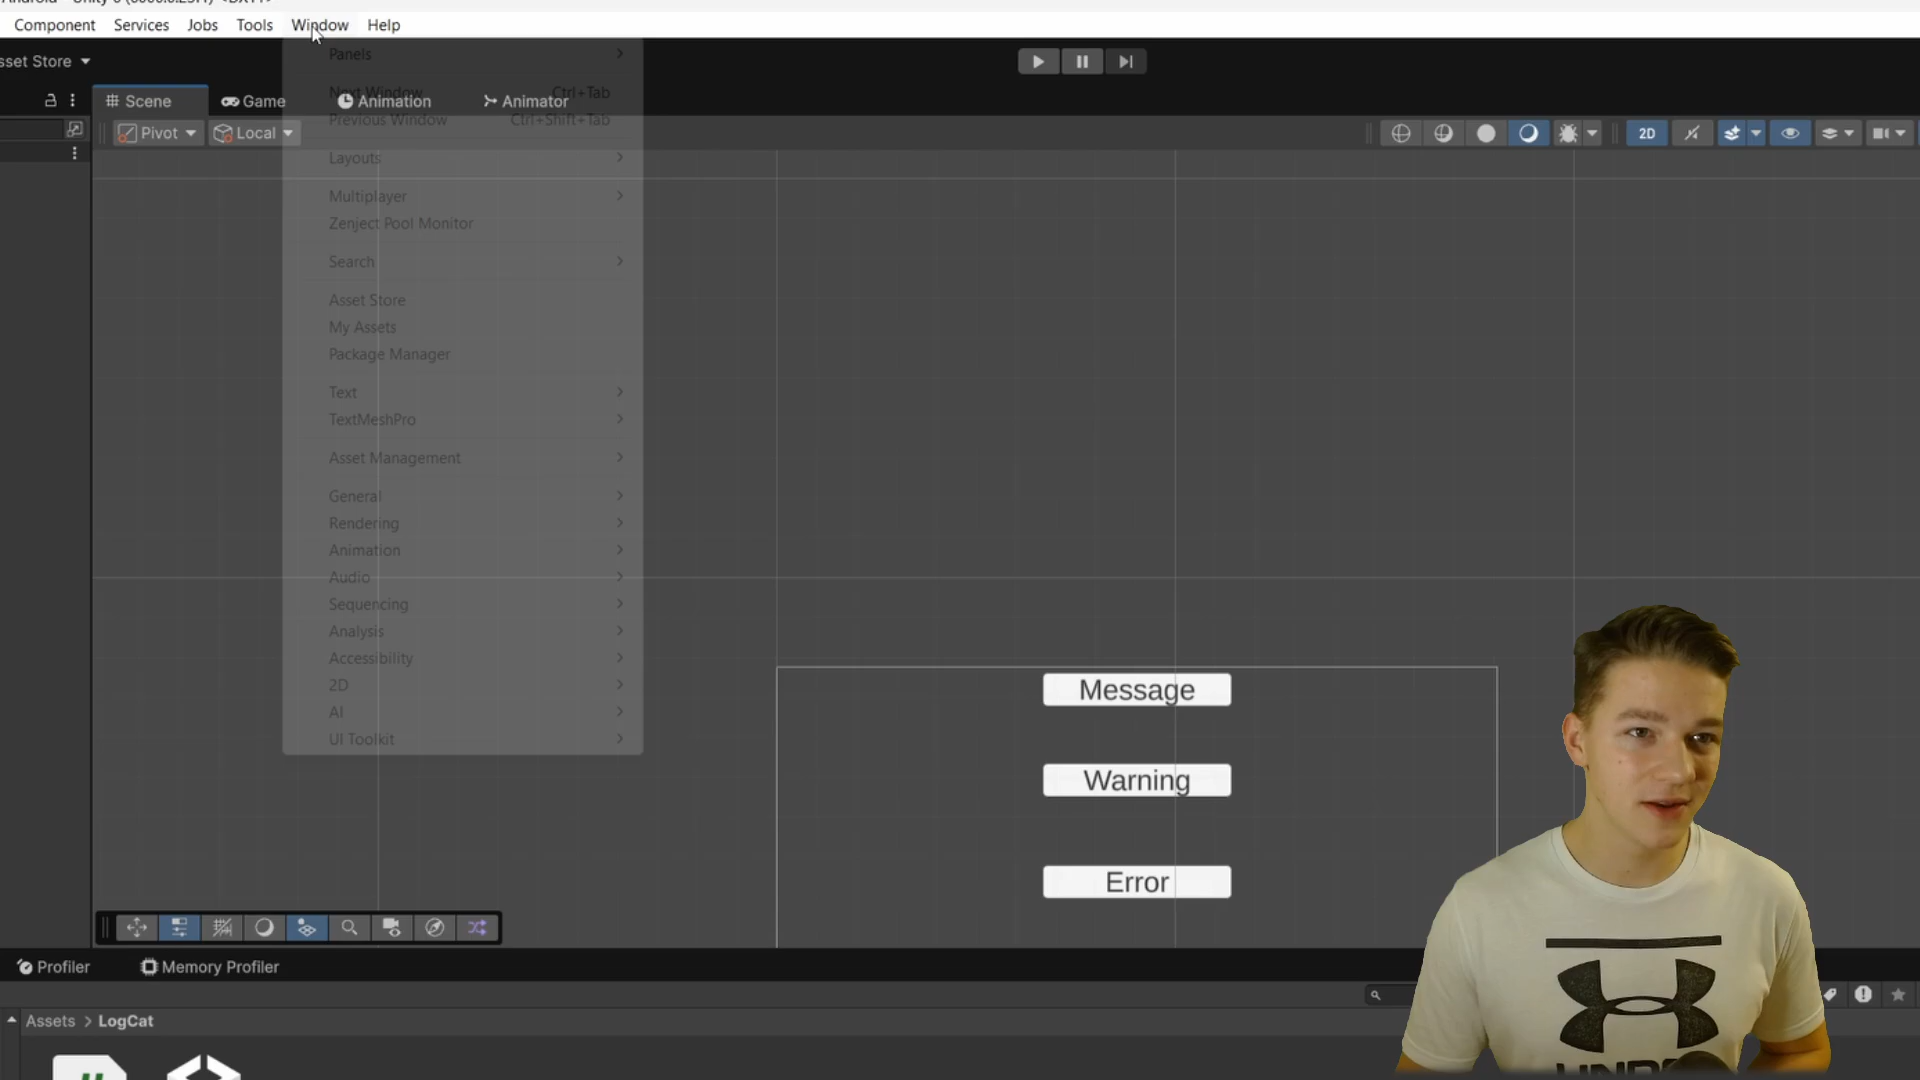 Component Services Jobs Tools Window Help
Asset Store
Scene Game Animation Animator
Pivot Local 2D
Panels
Next Window Ctrl+Tab
Previous Window Ctrl+Shift+Tab
Layouts
Multiplayer
Zenject Pool Monitor
Search
Asset Store
My Assets
Package Manager
Text
TextMeshPro
Asset Management
General
Rendering
Animation
Audio
Sequencing
Analysis
Accessibility
2D
AI
UI Toolkit
Message
Warning
Error
Profiler Memory Profiler
Assets > LogCat